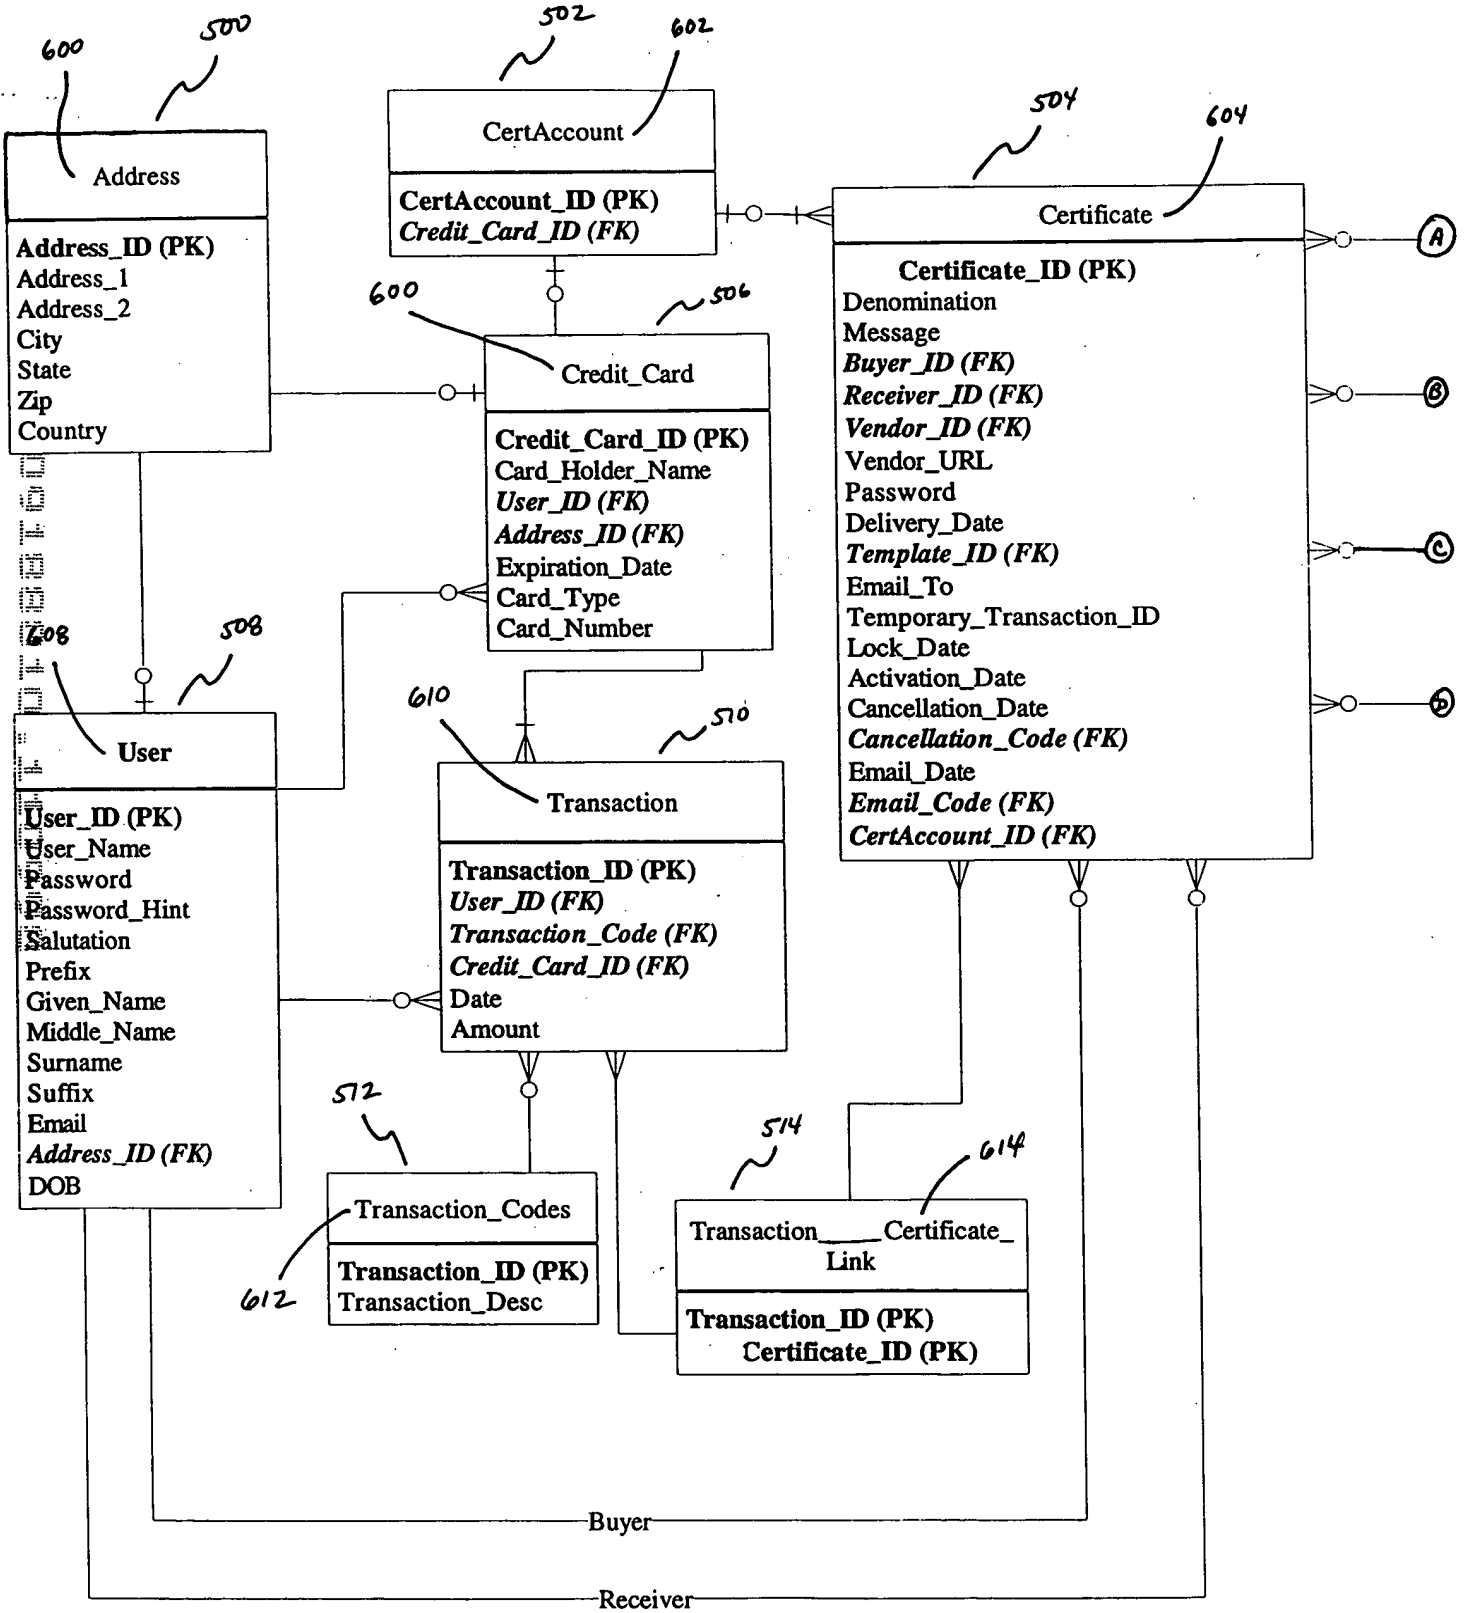 600
500
Address
Address_ID (PK)
Address_1
Address_2
City
State
Zip
Country
502
602
CertAccount
CertAccount_ID (PK)
Credit_Card_ID (FK)
504
604
Certificate
Certificate_ID (PK)
Denomination
Message
Buyer_ID (FK)
Receiver_ID (FK)
Vendor_ID (FK)
Vendor_URL
Password
Delivery_Date
Template_ID (FK)
Email_To
Temporary_Transaction_ID
Lock_Date
Activation_Date
Cancellation_Date
Cancellation_Code (FK)
Email_Date
Email_Code (FK)
CertAccount_ID (FK)
A
B
C
D
600
506
Credit_Card
Credit_Card_ID (PK)
Card_Holder_Name
User_ID (FK)
Address_ID (FK)
Expiration_Date
Card_Type
Card_Number
608
508
User
User_ID (PK)
User_Name
Password
Password_Hint
Salutation
Prefix
Given_Name
Middle_Name
Surname
Suffix
Email
Address_ID (FK)
DOB
610
510
Transaction
Transaction_ID (PK)
User_ID (FK)
Transaction_Code (FK)
Credit_Card_ID (FK)
Date
Amount
512
Transaction_Codes
612
Transaction_ID (PK)
Transaction_Desc
514
614
Transaction____Certificate_
Link
Transaction_ID (PK)
Certificate_ID (PK)
Buyer
Receiver